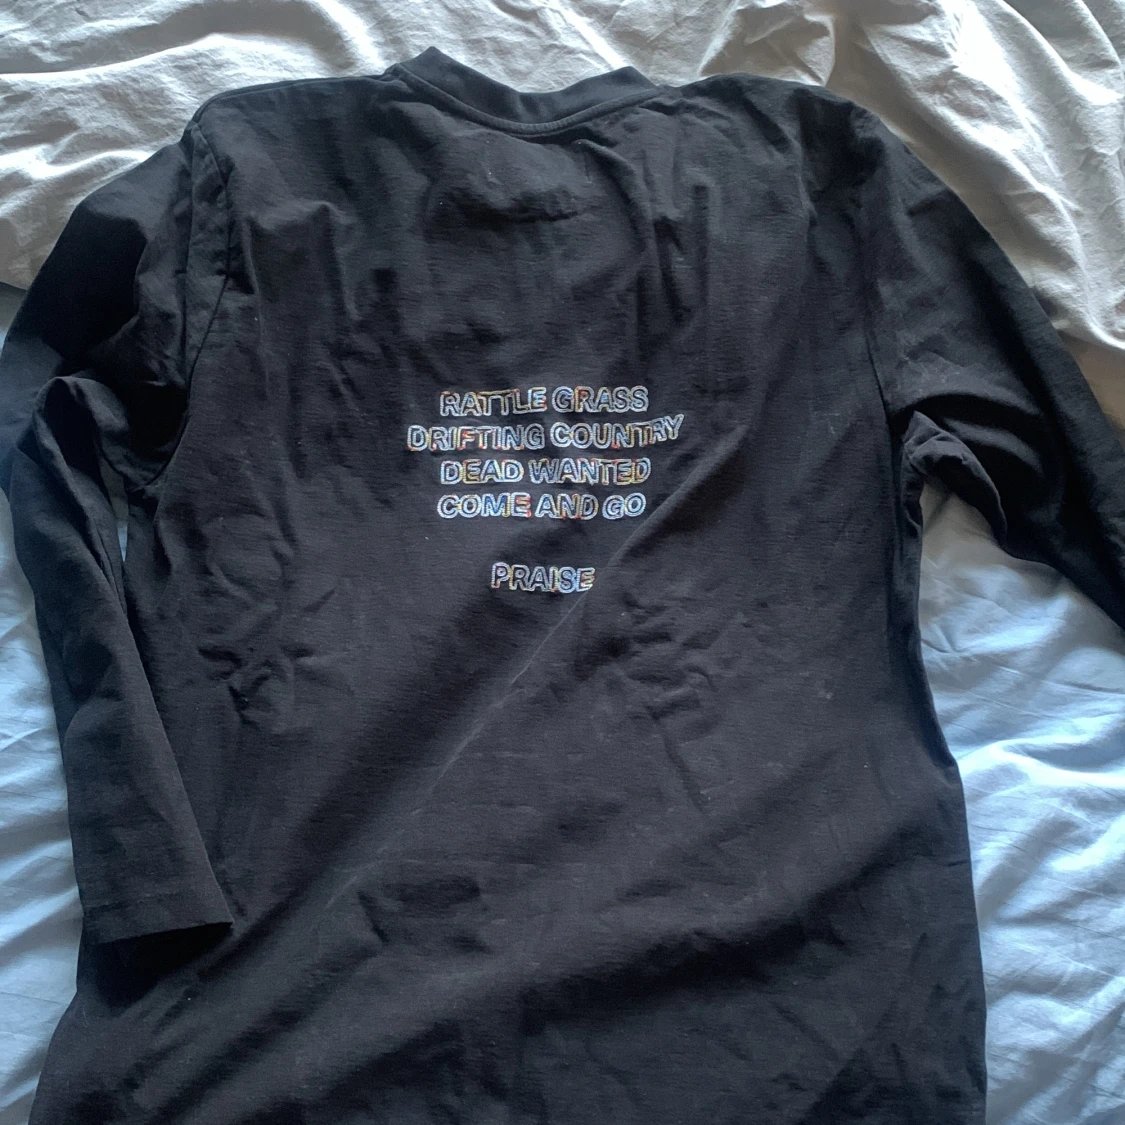 RATTLE GRASS
DRIFTING COUNTRY
DEAD WANTED
COME AND GO
PRAISE